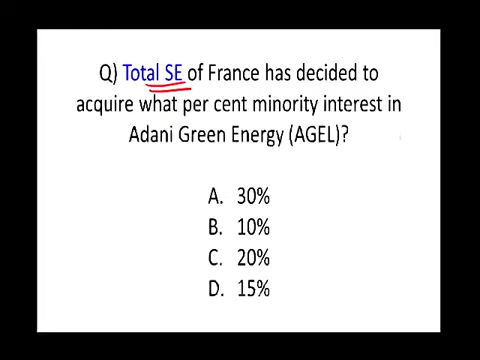 Q) Total SE of France has decided to
acquire what per cent minority interest in
Adani Green Energy (AGEL)?
A. 30%
B. 10%
C. 20%
D. 15%